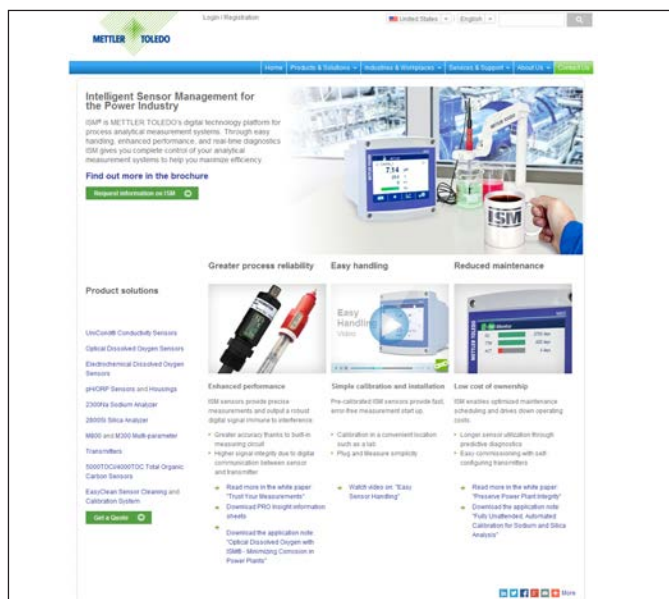 Login / Registration
United States
English
METTLER TOLEDO
Home
Products & Solutions
Industries & Workplaces
Services & Support
About Us
Contact Us
Intelligent Sensor Management for
the Power Industry
ISM® is METTLER TOLEDO's digital technology platform for
process analytical measurement systems. Through easy
handling, enhanced performance, and real-time diagnostics
ISM gives you complete control of your analytical
measurement systems to help you maximize efficiency.
Find out more in the brochure
Request information on ISM
7.14
ISM
Product solutions
UniCond® Conductivity Sensors
Optical Dissolved Oxygen Sensors
Electrochemical Dissolved Oxygen
Sensors
pH/ORP Sensors and Housings
2300Na Sodium Analyzer
2800Si Silica Analyzer
M800 and M300 Multi-parameter
Transmitters
5000TOCi/4000TOC Total Organic
Carbon Sensors
EasyClean Sensor Cleaning and
Calibration System
Get a Quote
Greater process reliability
Enhanced performance
ISM sensors provide precise
measurements and output a robust
digital signal immune to interference.
Greater accuracy thanks to built-in
measuring circuit
Higher signal integrity due to digital
communication between sensor
and transmitter
Read more in the white paper:
"Trust Your Measurements"
Download PRO Insight information
sheets
Download the application note:
"Optical Dissolved Oxygen with
ISM® - Minimizing Corrosion in
Power Plants"
Easy handling
Easy
Handling
Video
Simple calibration and installation
Pre-calibrated ISM sensors provide fast,
error-free measurement start up.
Calibration in a convenient location
such as a lab
Plug and Measure simplicity
Watch video on: "Easy
Sensor Handling"
Reduced maintenance
METTLER TOLEDO
Low cost of ownership
ISM enables optimised maintenance
scheduling and drives down operating
costs.
Longer sensor utilization through
predictive diagnostics
Easy commissioning with self-
configuring transmitters
Read more in the white paper:
"Preserve Power Plant Integrity"
Download the application note:
"Fully Unattended, Automated
Calibration for Sodium and Silica
Analysis"
More